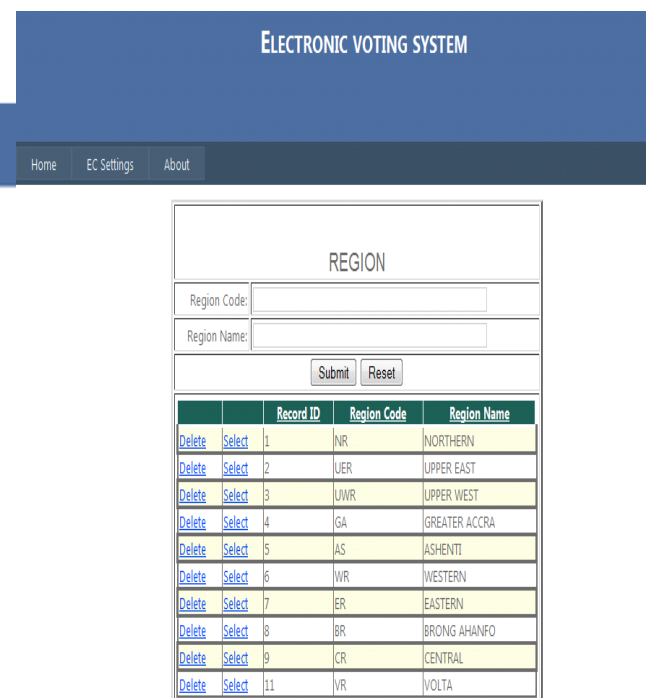 ELECTRONIC VOTING SYSTEM
Home EC Settings About
REGION
Region Code:
Region Name:
Submit Reset
Record ID Region Code Region Name
Delete Select 1 NR NORTHERN
Delete Select 2 UER UPPER EAST
Delete Select 3 UWR UPPER WEST
Delete Select 4 GA GREATER ACCRA
Delete Select 5 AS ASHENTI
Delete Select 6 WR WESTERN
Delete Select 7 ER EASTERN
Delete Select 8 BR BRONG AHANFO
Delete Select 9 CR CENTRAL
Delete Select 11 VR VOLTA